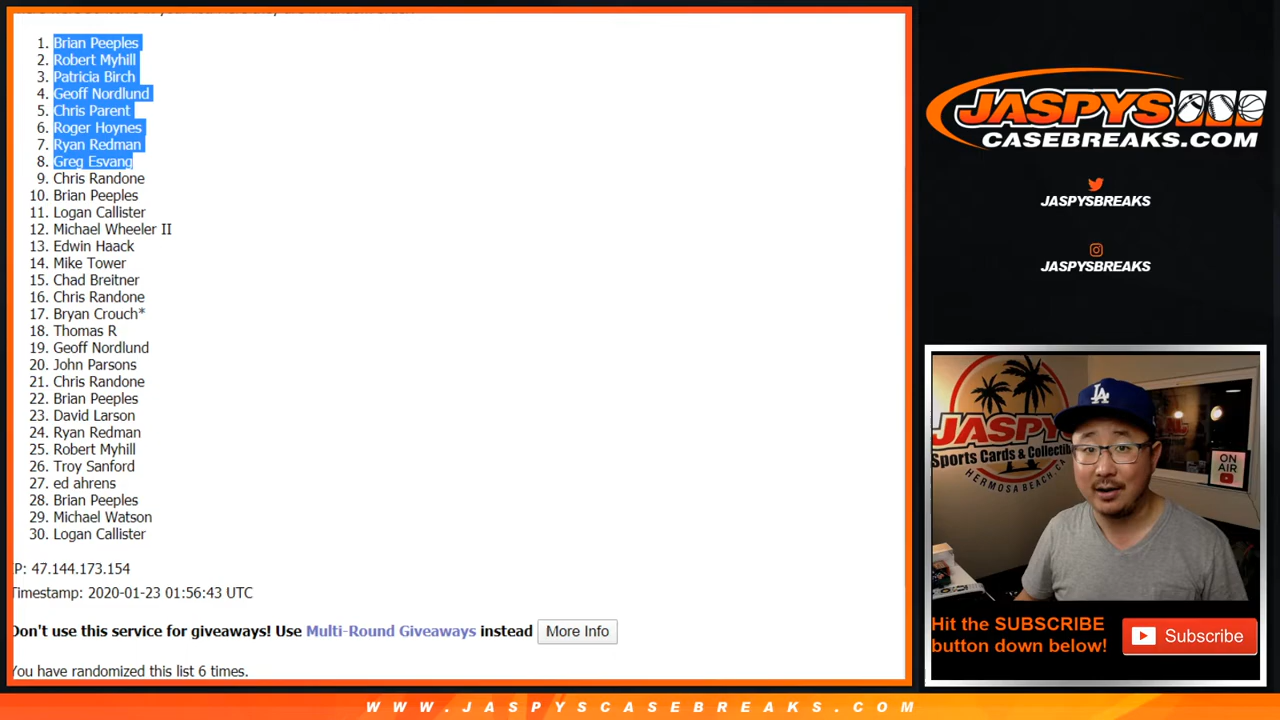 1. Brian Peeples
2. Robert Myhill
3. Patricia Birch
4. Geoff Nordlund
5. Chris Parent
6. Roger Hoynes
7. Ryan Redman
8. Greg Esvang
9. Chris Randone
10. Brian Peeples
11. Logan Callister
12. Michael Wheeler II
13. Edwin Haack
14. Mike Tower
15. Chad Breitner
16. Chris Randone
17. Bryan Crouch*
18. Thomas R
19. Geoff Nordlund
20. John Parsons
21. Chris Randone
22. Brian Peeples
23. David Larson
24. Ryan Redman
25. Robert Myhill
26. Troy Sanford
27. ed ahrens
28. Brian Peeples
29. Michael Watson
30. Logan Callister
P: 47.144.173.154
Timestamp: 2020-01-23 01:56:43 UTC
Don't use this service for giveaways! Use Multi-Round Giveaways instead More Info
You have randomized this list 6 times.
JASPYS
CASEBREAKS.COM
JASPYSBREAKS
JASPYSBREAKS
JASPYS
Sports Cards & Collectib
HERMOSA BEACH, CA
LA
ON
AIR
Hit the SUBSCRIBE
button down below!
Subscribe
WWW.JASPYSCASEBREAKS.COM